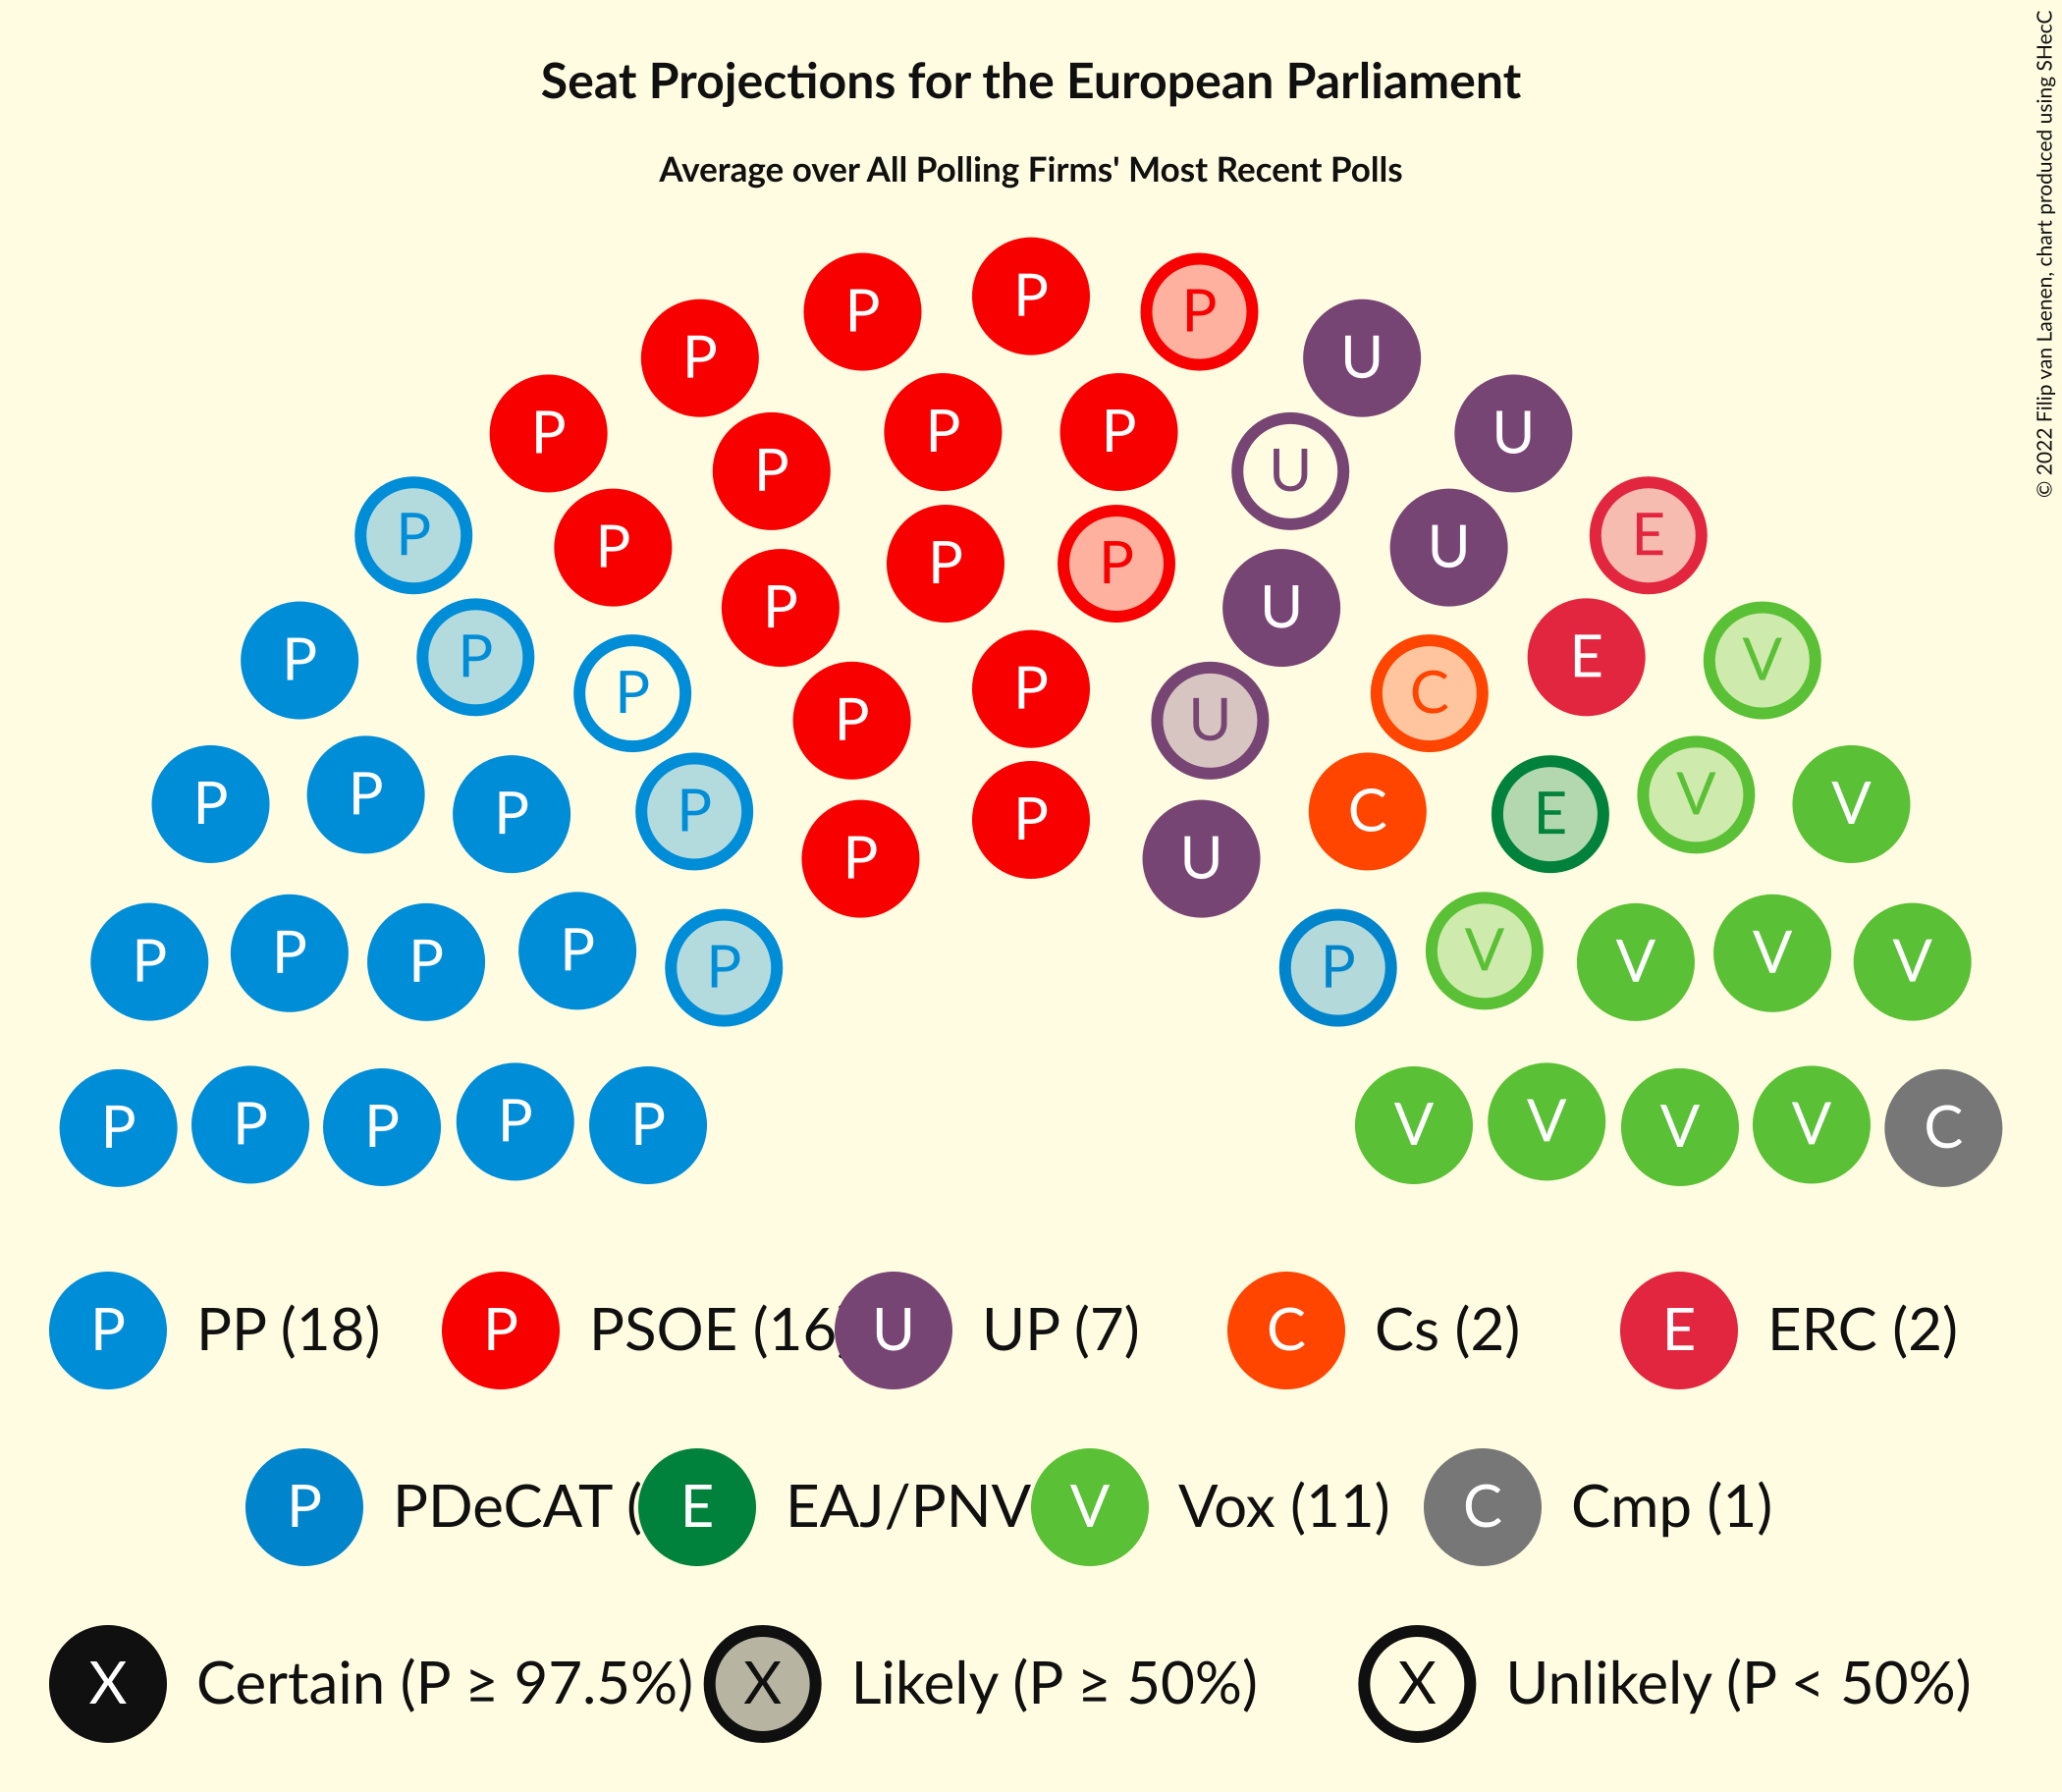 Seat Projections for the European Parliament
Average over All Polling Firms' Most Recent Polls
© 2022 Filip van Laenen, chart produced using SHecC
P P P
P U
P P P U
P U
P P U U
P P P E
P U
P P C E V
P P U
P P P P C E V V
P P U
P P P P P P V V V V
P P P P P V V V V C
P PP (18) P PSOE (16 U UP (7) C Cs (2) E ERC (2)
P PDeCAT ( E EAJ/PNV V Vox (11) C Cmp (1)
X Certain (P ≥ 97.5%) X Likely (P ≥ 50%) X Unlikely (P < 50%)